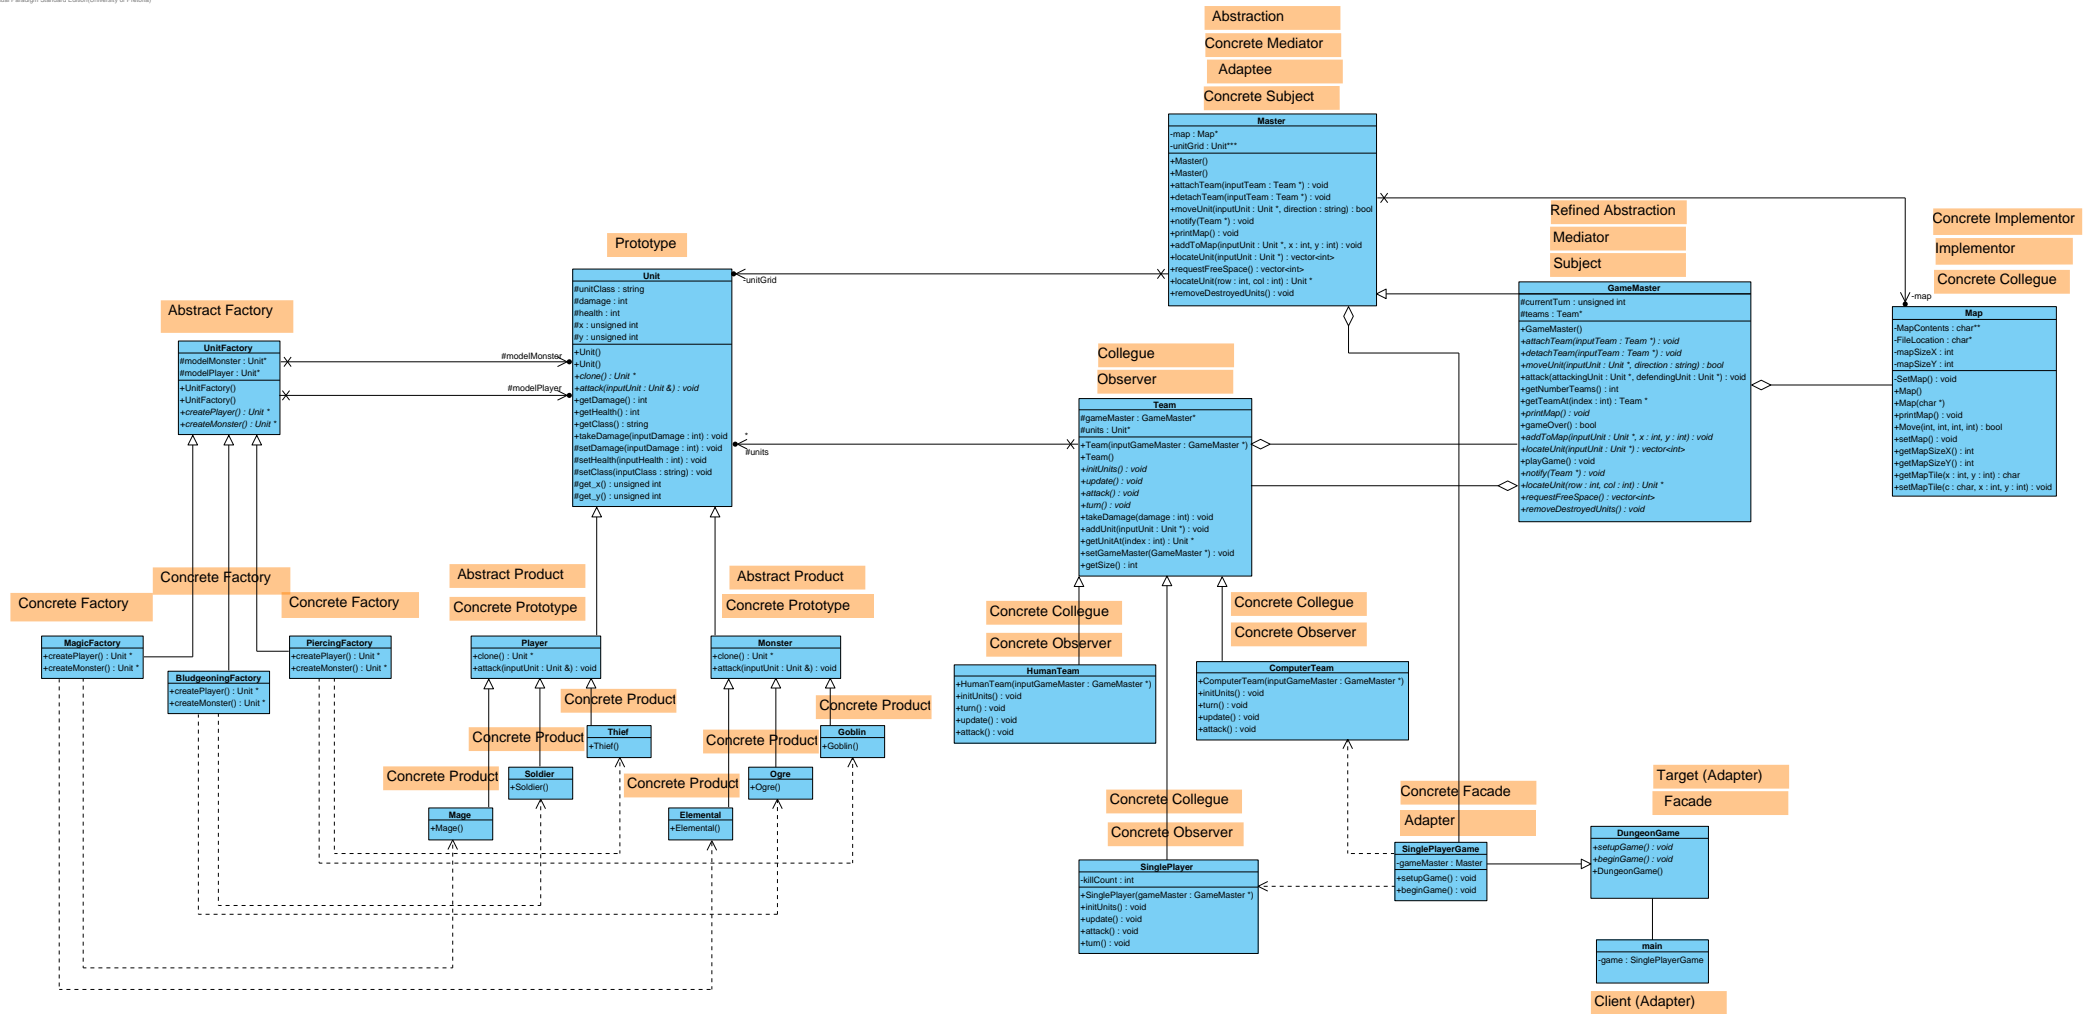 Abstraction
Concrete Mediator
Adaptee
Concrete Subject
Master
-map : Map*
-unitGrid : Unit***
+Master()
+Master()
+attachTeam(inputTeam : Team *) : void
+detachTeam(inputTeam : Team *) : void
+moveUnit(inputUnit : Unit *, direction : string) : bool
+notify(Team *) : void
+printMap() : void
+addToMap(inputUnit : Unit *, x : int, y : int) : void
+locateUnit(inputUnit : Unit *) : vector<int>
+requestFreeSpace() : vector<int>
+locateUnit(row : int, col : int) : Unit *
+removeDestroyedUnits() : void
Refined Abstraction
Mediator
Subject
GameMaster
#currentTurn : unsigned int
#teams : Team*
+GameMaster()
+attachTeam(inputTeam : Team *) : void
+detachTeam(inputTeam : Team *) : void
+moveUnit(inputUnit : Unit *, direction : string) : bool
+attack(attackingUnit : Unit *, defendingUnit : Unit *) : void
+getNumberTeams() : int
+getTeamAt(index : int) : Team *
+printMap() : void
+gameOver() : bool
+addToMap(inputUnit : Unit *, x : int, y : int) : void
+locateUnit(inputUnit : Unit *) : vector<int>
+playGame() : void
+notify(Team *) : void
+locateUnit(row : int, col : int) : Unit *
+requestFreeSpace() : vector<int>
+removeDestroyedUnits() : void
Concrete Implementor
Implementor
Concrete Collegue
-map
Map
-MapContents : char**
-FileLocation : char*
-mapSizeX : int
-mapSizeY : int
-SetMap() : void
+Map()
+Map(char *)
+printMap() : void
+Move(int, int, int, int) : bool
+setMap() : void
+getMapSizeX() : int
+getMapSizeY() : int
+getMapTile(x : int, y : int) : char
+setMapTile(c : char, x : int, y : int) : void
Prototype
Unit
#unitClass : string
#damage : int
#health : int
#x : unsigned int
#y : unsigned int
+Unit()
+Unit()
+clone() : Unit *
+attack(inputUnit : Unit &) : void
+getDamage() : int
+getHealth() : int
+getClass() : string
+takeDamage(inputDamage : int) : void
#setDamage(inputDamage : int) : void
#setHealth(inputHealth : int) : void
#setClass(inputClass : string) : void
#get_x() : unsigned int
#get_y() : unsigned int
-unitGrid
*
#units
#modelMonster
#modelPlayer
Abstract Factory
UnitFactory
#modelMonster : Unit*
#modelPlayer : Unit*
+UnitFactory()
+UnitFactory()
+createPlayer() : Unit *
+createMonster() : Unit *
Collegue
Observer
Team
#gameMaster : GameMaster*
#units : Unit*
+Team(inputGameMaster : GameMaster *)
+Team()
+initUnits() : void
+update() : void
+attack() : void
+turn() : void
+takeDamage(damage : int) : void
+addUnit(inputUnit : Unit *) : void
+getUnitAt(index : int) : Unit *
+setGameMaster(GameMaster *) : void
+getSize() : int
Concrete Factory
Concrete Factory
Concrete Factory
MagicFactory
+createPlayer() : Unit *
+createMonster() : Unit *
BludgeoningFactory
+createPlayer() : Unit *
+createMonster() : Unit *
PiercingFactory
+createPlayer() : Unit *
+createMonster() : Unit *
Abstract Product
Concrete Prototype
Player
+clone() : Unit *
+attack(inputUnit : Unit &) : void
Abstract Product
Concrete Prototype
Monster
+clone() : Unit *
+attack(inputUnit : Unit &) : void
Concrete Product
Thief
+Thief()
Concrete Product
Soldier
+Soldier()
Concrete Product
Mage
+Mage()
Concrete Product
Goblin
+Goblin()
Concrete Product
Ogre
+Ogre()
Concrete Product
Elemental
+Elemental()
Concrete Collegue
Concrete Observer
HumanTeam
+HumanTeam(inputGameMaster : GameMaster *)
+initUnits() : void
+turn() : void
+update() : void
+attack() : void
Concrete Collegue
Concrete Observer
ComputerTeam
+ComputerTeam(inputGameMaster : GameMaster *)
+initUnits() : void
+turn() : void
+update() : void
+attack() : void
Concrete Collegue
Concrete Observer
SinglePlayer
-killCount : int
+SinglePlayer(gameMaster : GameMaster *)
+initUnits() : void
+update() : void
+attack() : void
+turn() : void
Concrete Facade
Adapter
SinglePlayerGame
-gameMaster : Master
+setupGame() : void
+beginGame() : void
Target (Adapter)
Facade
DungeonGame
+setupGame() : void
+beginGame() : void
+DungeonGame()
main
-game : SinglePlayerGame
Client (Adapter)